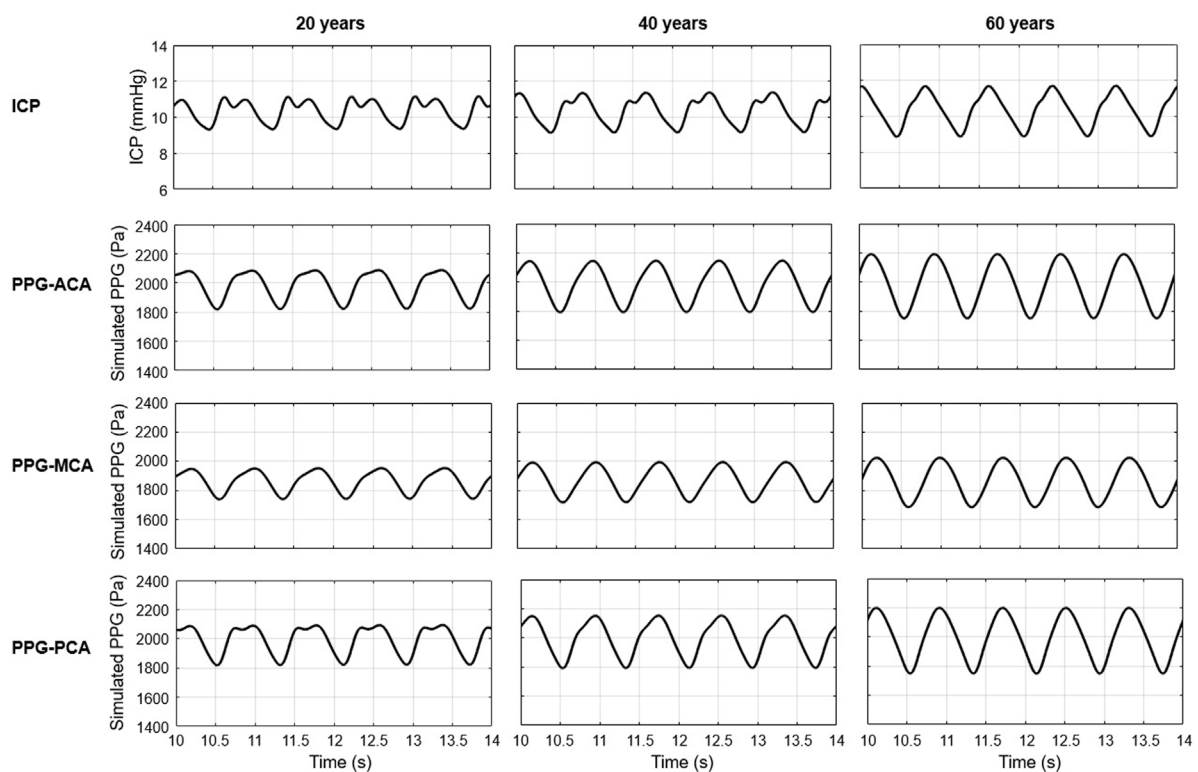 20 years 40 years 60 years
ICP
ICP (mmHg)
14
12
10
8
6
PPG-ACA
Simulated PPG (Pa)
2400
2200
2000
1800
1600
1400
PPG-MCA
Simulated PPG (Pa)
2400
2200
2000
1800
1600
1400
PPG-PCA
Simulated PPG (Pa)
2400
2200
2000
1800
1600
1400
10 10.5 11 11.5 12 12.5 13 13.5 14 10 10.5 11 11.5 12 12.5 13 13.5 14 10 10.5 11 11.5 12 12.5 13 13.5 14
Time (s) Time (s) Time (s)